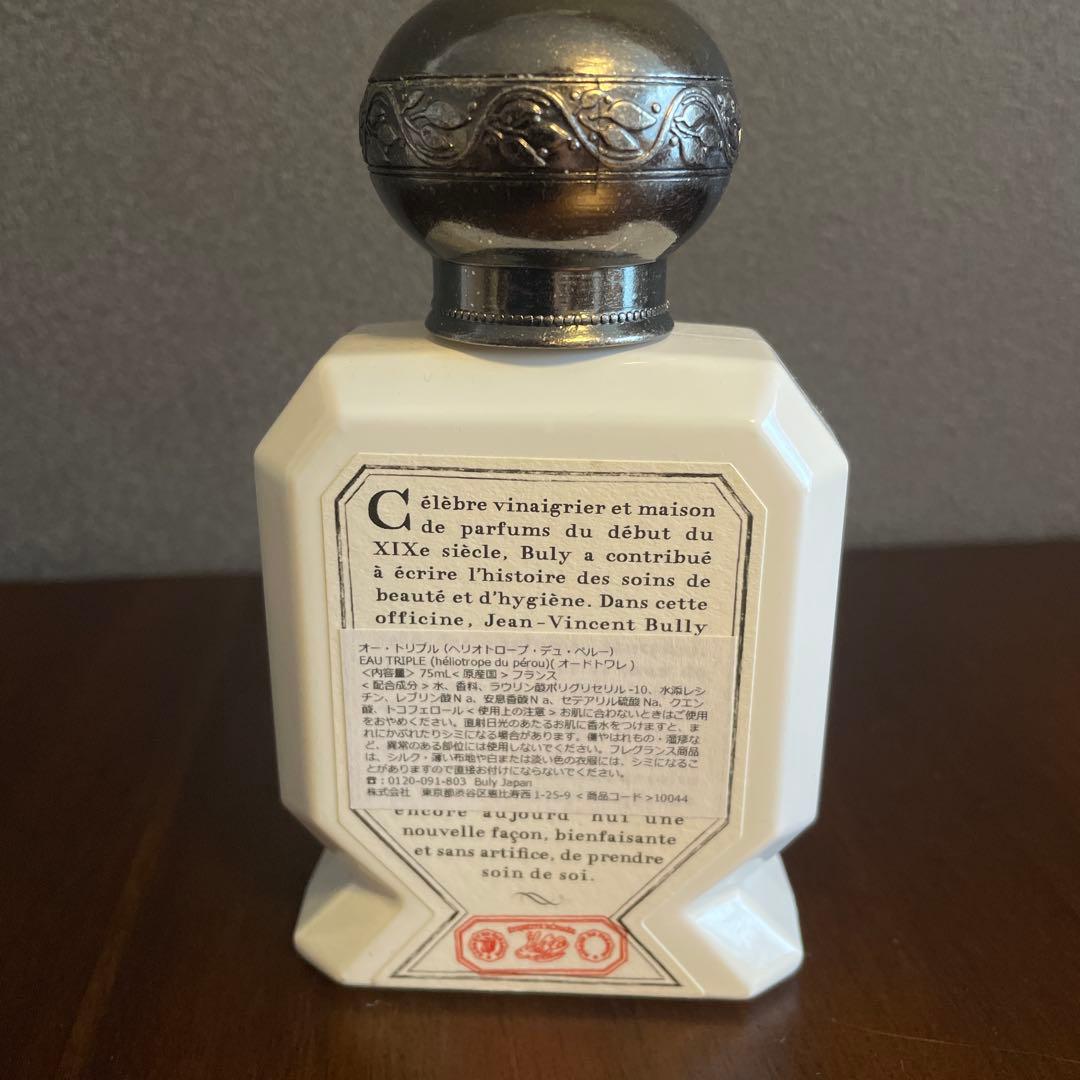 Célèbre vinaigrier et maison
de parfums du début du
XIXe siècle, Buly a contribué
à écrire l'histoire des soins de
beauté et d'hygiène. Dans cette
officine, Jean-Vincent Bully
オー・トリプル (ヘリオトロープ・デュ・ペルー)
EAU TRIPLE (héliotrope du pérou)( オードトワレ )
<内容量> 75mL< 原産国 > フランス
< 配合成分 > 水、香料、ラウリン酸ポリグリセリル -10、水添レシ
チン、レブリン酸Ｎa、安息香酸Ｎa、セテアリル硫酸 Na、クエン
酸、トコフェロール < 使用上の注意 > お肌に合わないときはご使用
をおやめください。直射日光のあたるお肌に香水をつけますと、ま
れにかぶれたりシミになる場合があります。傷やはれもの・湿疹な
ど、異常のある部位には使用しないでください。フレグランス商品
は、シルク・薄い布地や白または淡い色の衣服には、シミになるこ
とがありますので直接お付けにならないでください。
☎ : 0120-091-803 Buly Japan
株式会社 東京都渋谷区恵比寿西 1-25-9 < 商品コード >10044
encore aujourd'hui une
nouvelle façon, bienfaisante
et sans artifice, de prendre
soin de soi.